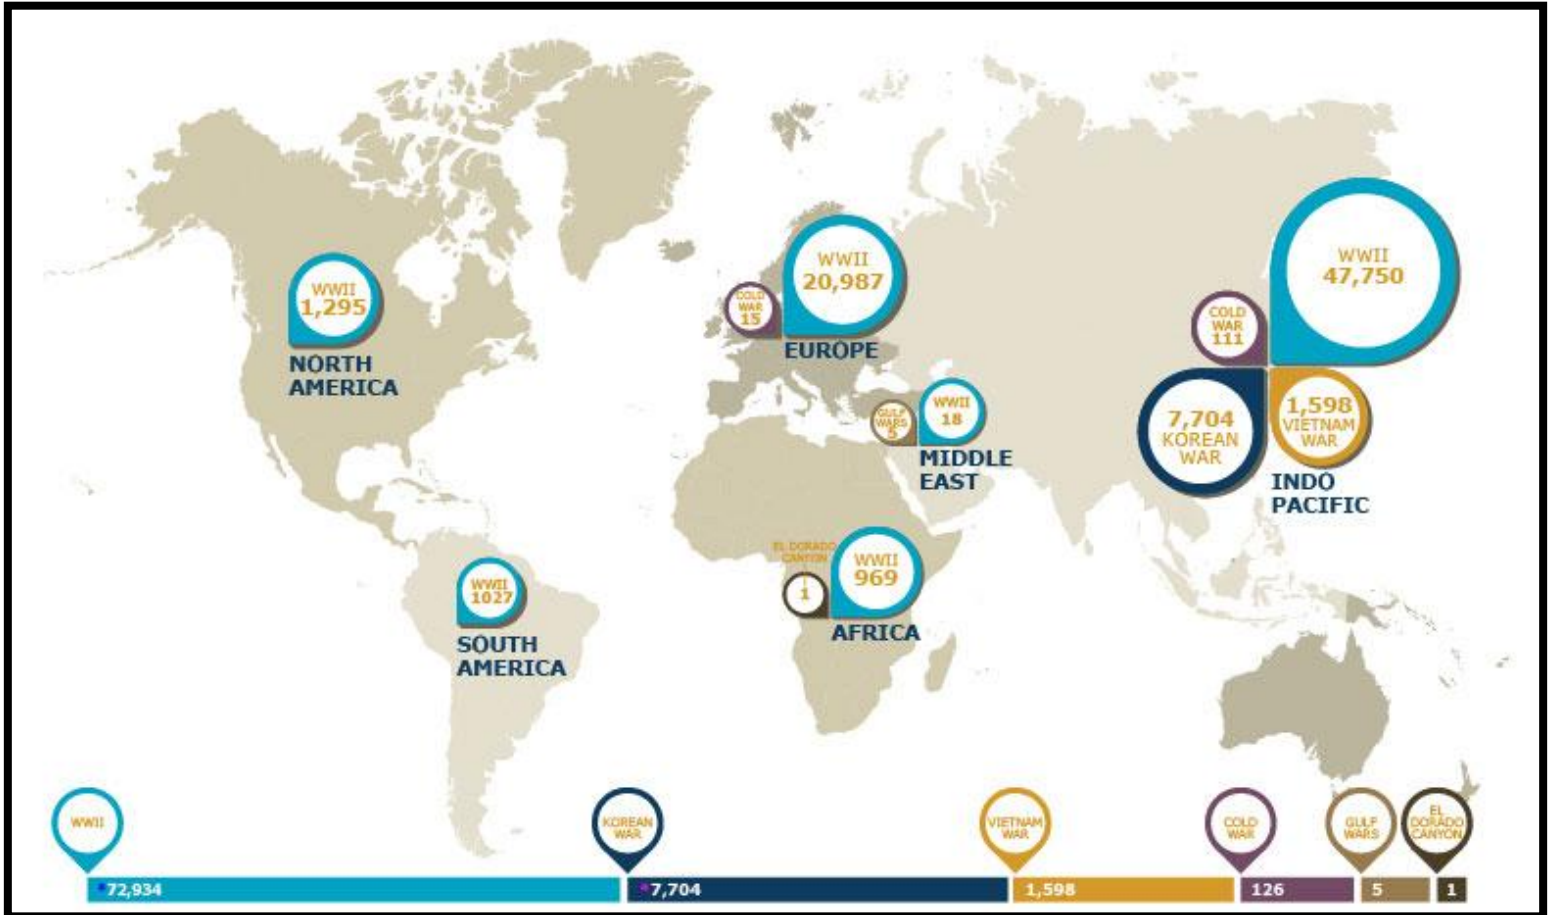 WWII
1,295
NORTH
AMERICA
WWII
1027
SOUTH
AMERICA
COLD
WAR
15
WWII
20,987
EUROPE
GULF
WARS
5
WWII
18
MIDDLE
EAST
EL DORADO
CANYON
1
WWII
969
AFRICA
WWII
47,750
COLD
WAR
111
7,704
KOREAN
WAR
1,598
VIETNAM
WAR
INDO
PACIFIC
WWII
KOREAN
WAR
VIETNAM
WAR
COLD
WAR
GULF
WARS
EL
DORADO
CANYON
*72,934
*7,704
1,598
126
5
1